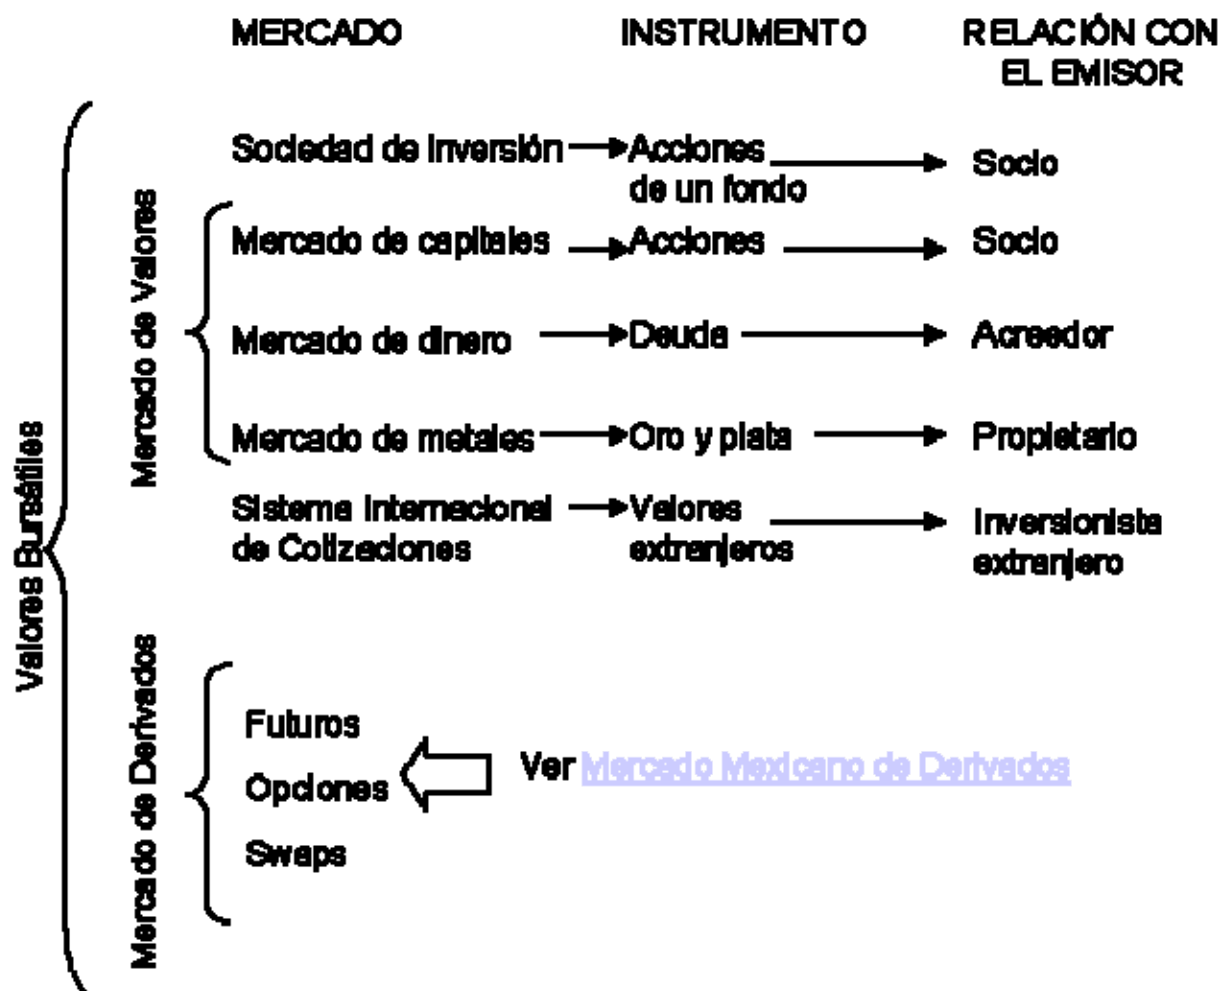 MERCADO
INSTRUMENTO
RELACIÓN CON
EL EMISOR
Sociedad de Inversión
Acciones
de un fondo
Socio
Mercado de capitales
Acciones
Socio
Mercado de dinero
Deuda
Acreedor
Mercado de metales
Oro y plata
Propietario
Sistema Internacional
de Cotizaciones
Valores
extranjeros
Inversionista
extranjero
Mercado de Valores
Valores Bursátiles
Mercado de Derivados
Futuros
Opciones
Swaps
Ver Mercado Mexicano de Derivados